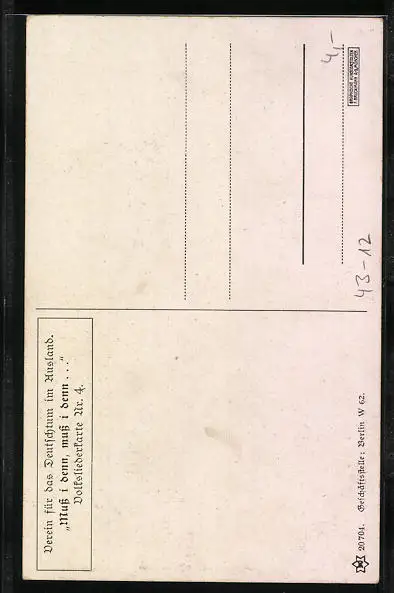 Verein für das Deutschtum im Ausland.
„Muß i denn, muß i denn . . .“
Volksliederkarte Nr. 4.
20704. Geschäftsstelle: Berlin W 62.
4,-
43-12